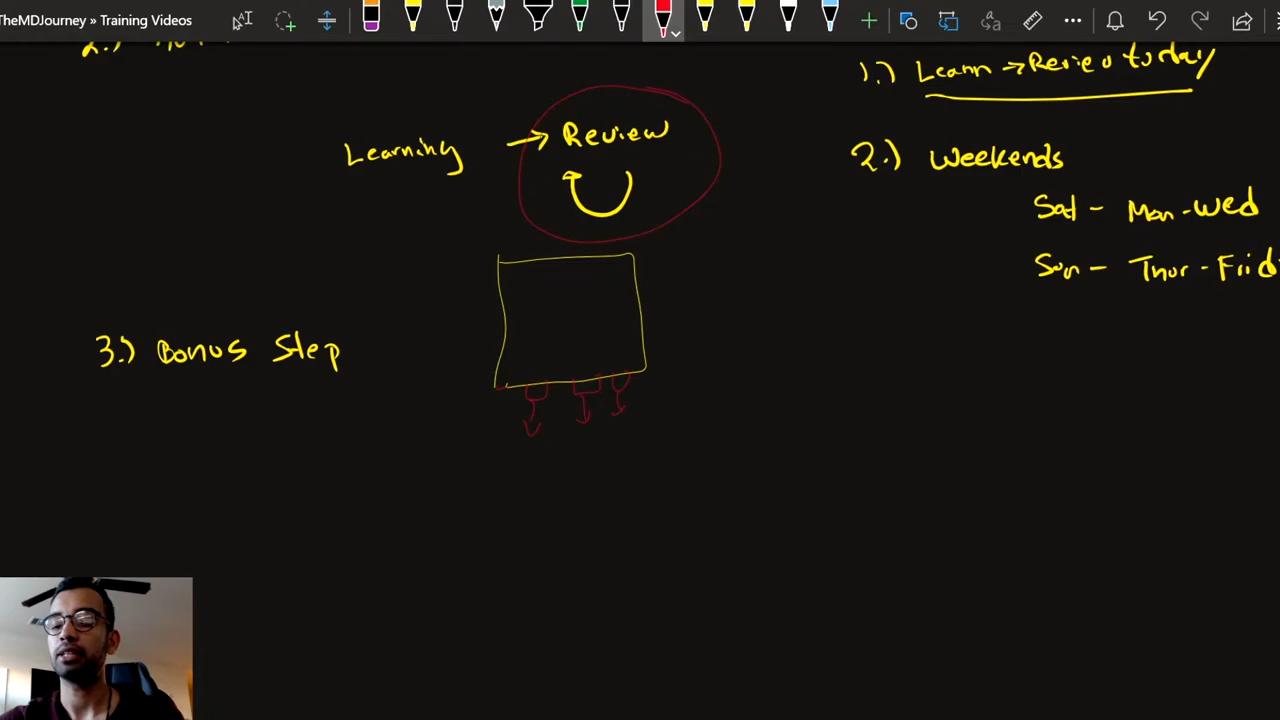 TheMDJourney » Training Videos
2.)
Learning → Review
3.) Bonus Step
1.) Learn → Review today
2.) Weekends
Sat - Mon-Wed
Sun - Thur-Frid